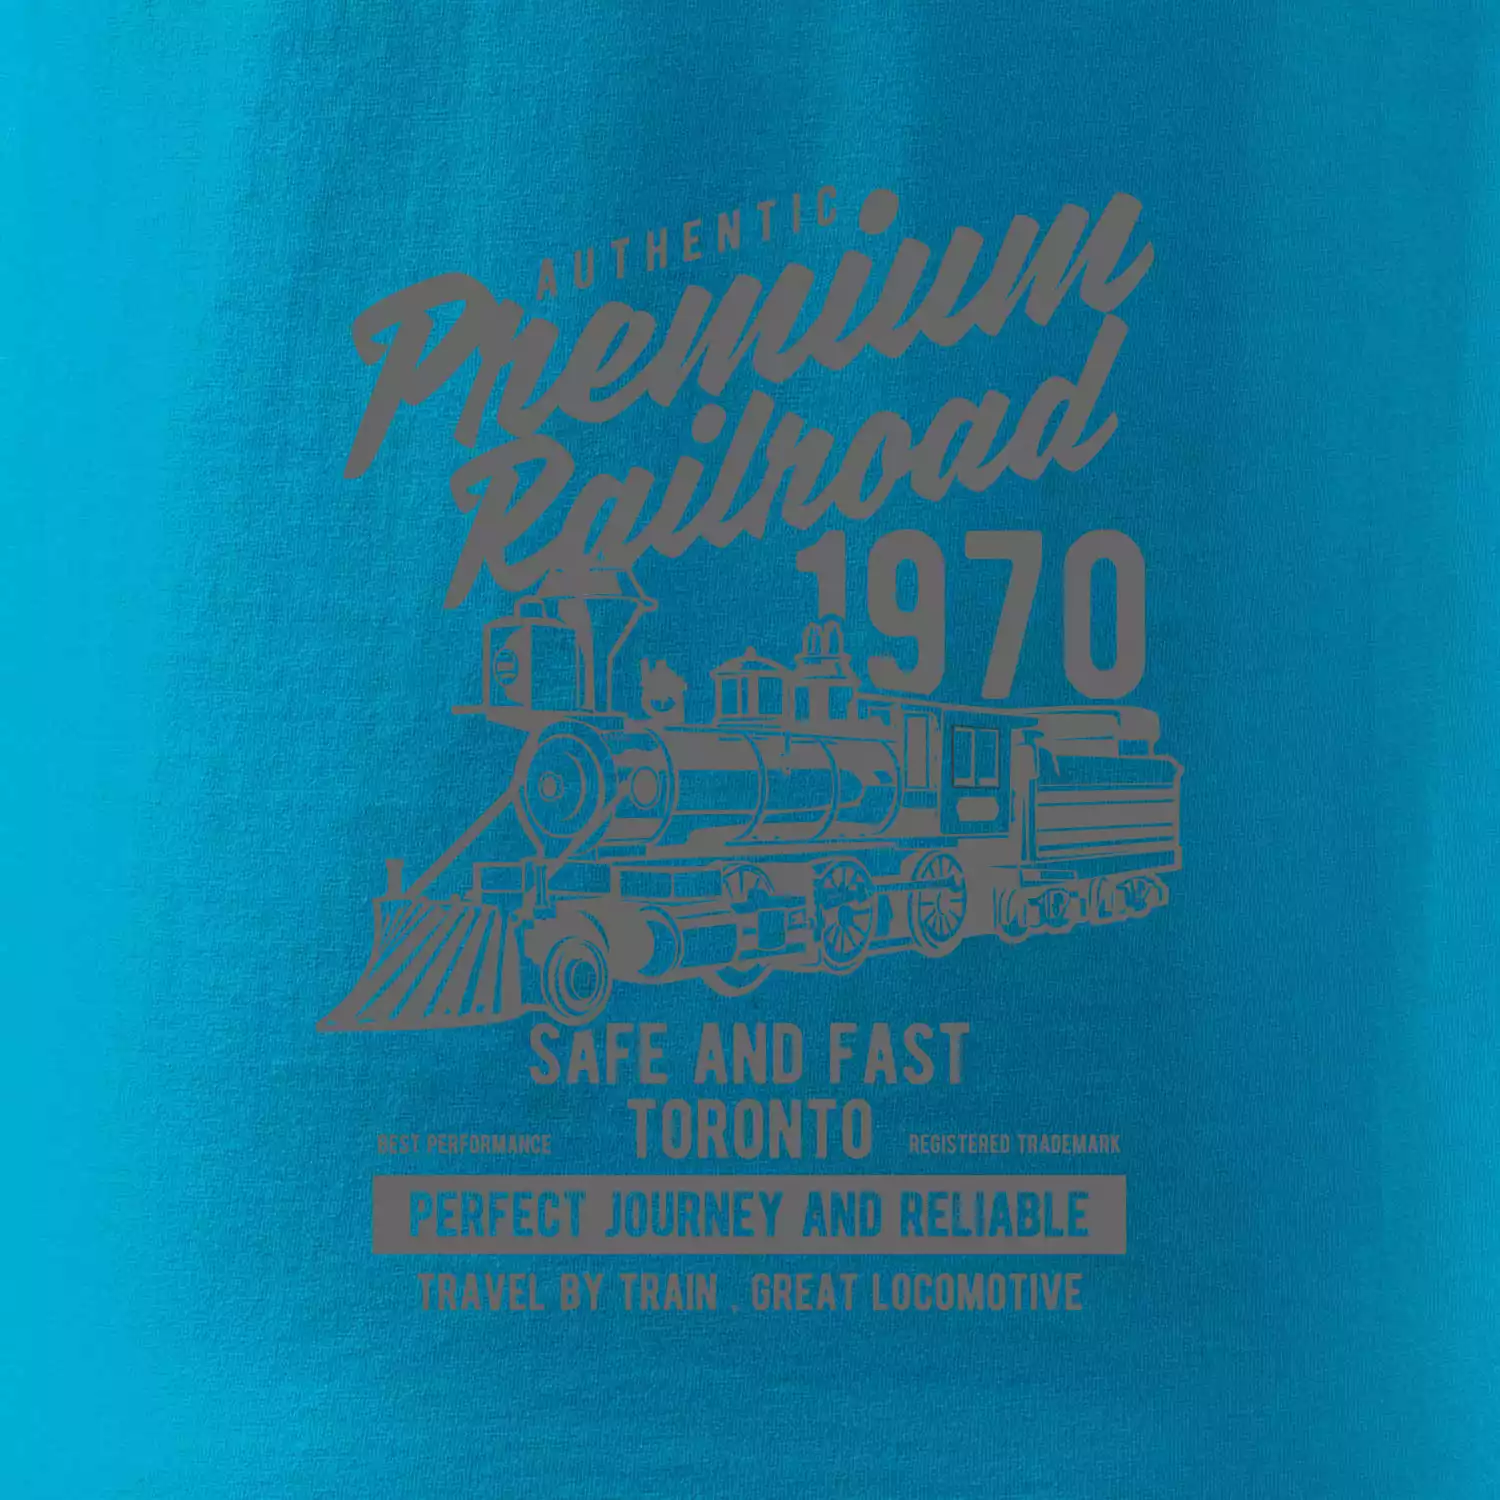 AUTHENTIC
Premium
Railroad
1970
SAFE AND FAST
TORONTO
BEST PERFORMANCE
REGISTERED TRADEMARK
PERFECT JOURNEY AND RELIABLE
TRAVEL BY TRAIN , GREAT LOCOMOTIVE